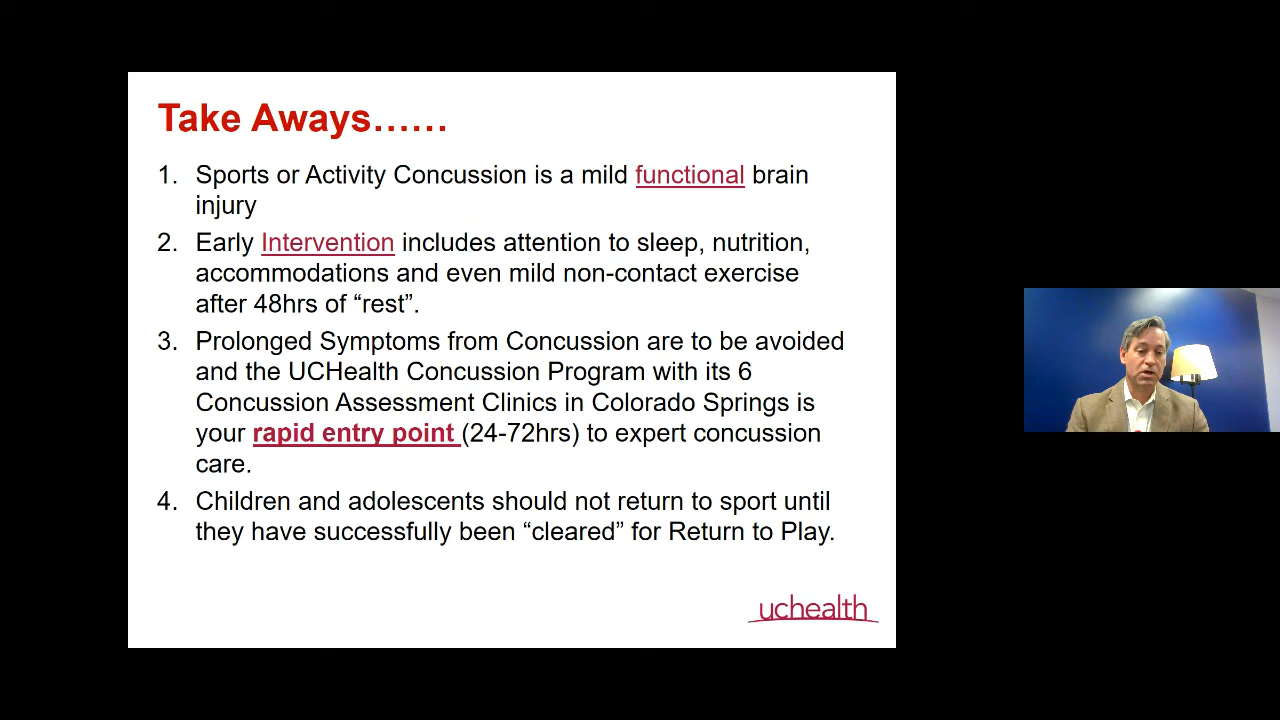 Take Aways……
1. Sports or Activity Concussion is a mild functional brain
injury
2. Early Intervention includes attention to sleep, nutrition,
accommodations and even mild non-contact exercise
after 48hrs of “rest”.
3. Prolonged Symptoms from Concussion are to be avoided
and the UCHealth Concussion Program with its 6
Concussion Assessment Clinics in Colorado Springs is
your rapid entry point (24-72hrs) to expert concussion
care.
4. Children and adolescents should not return to sport until
they have successfully been “cleared” for Return to Play.
uchealth